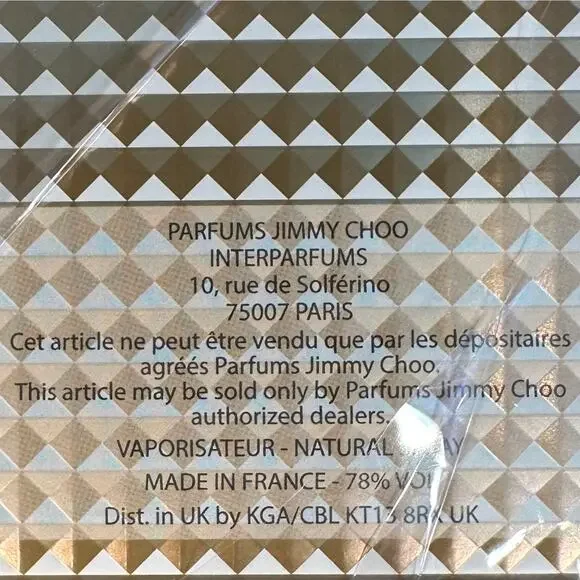 PARFUMS JIMMY CHOO
INTERPARFUMS
10, rue de Solférino
75007 PARIS
Cet article ne peut être vendu que par les dépositaires
agréés Parfums Jimmy Choo.
This article may be sold only by Parfums Jimmy Choo
authorized dealers.
VAPORISATEUR - NATURAL
MADE IN FRANCE - 78%
Dist. in UK by KGA/CBL KT13 UK